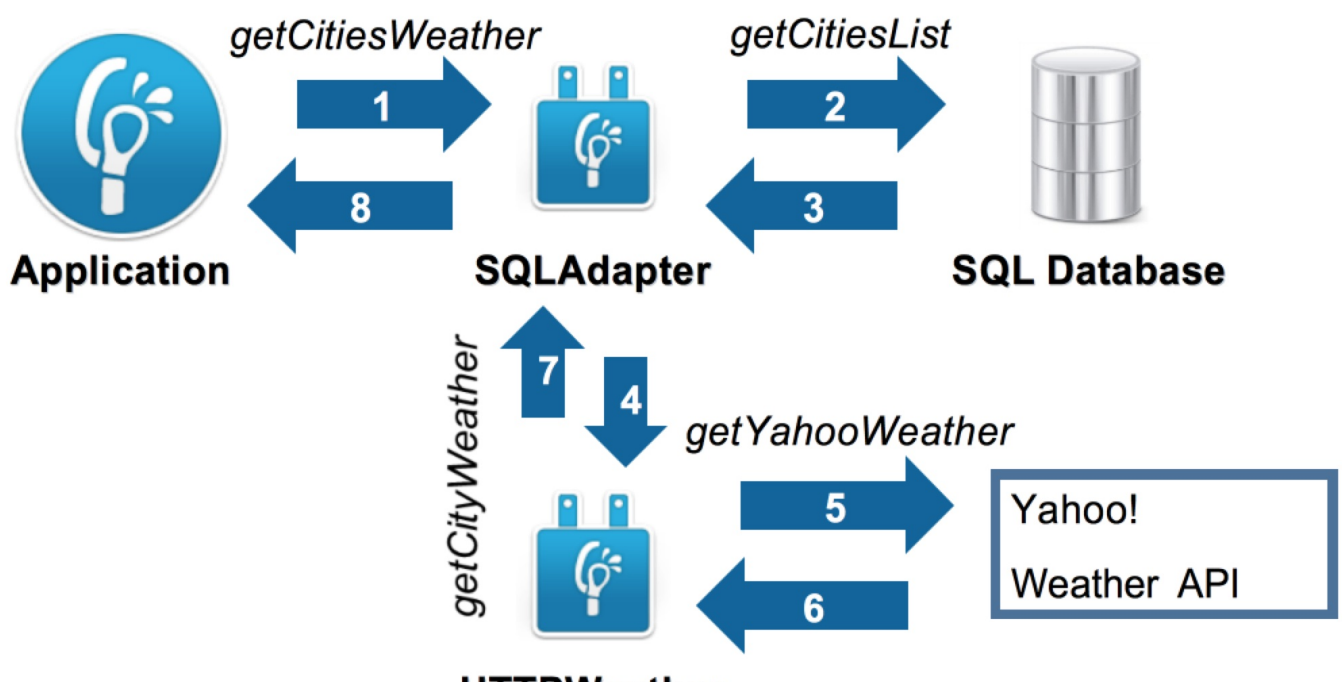 getCitiesWeather
getCitiesList
1
2
8
3
Application
SQLAdapter
SQL Database
getCityWeather
7
4
getYahooWeather
5
Yahoo!
Weather API
6